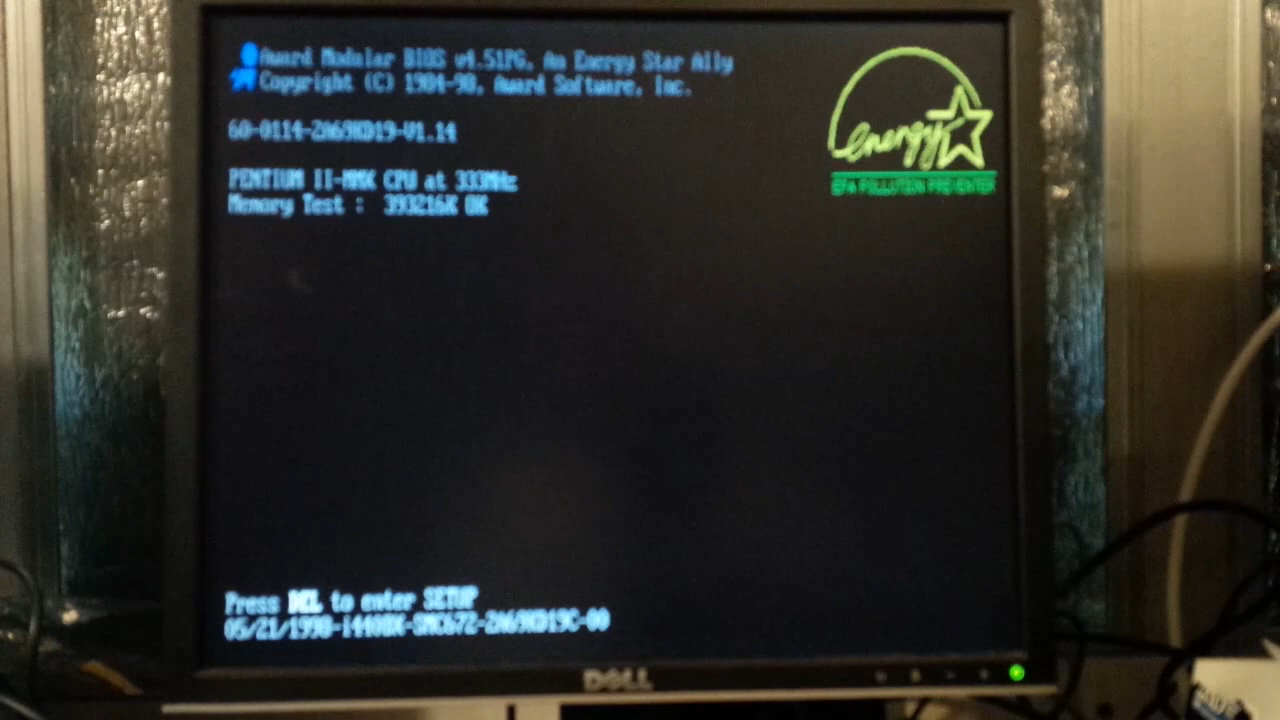 Award Modular BIOS v4.51PG, An Energy Star Ally
Copyright (C) 1984-98, Award Software, Inc.
60-0114-2A69KD19-V1.14
energy
EPA POLLUTION PREVENTER
PENTIUM II-MMX CPU at 333MHz
Memory Test : 393216K OK
Press DEL to enter SETUP
05/21/1998-i440BX-SMC672-2A69KD19C-00
DELL